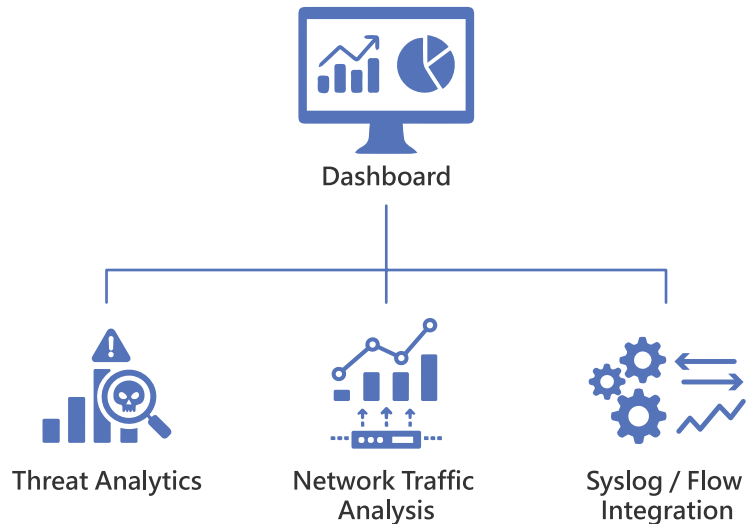 Dashboard
Threat Analytics
Network Traffic
Analysis
Syslog / Flow
Integration